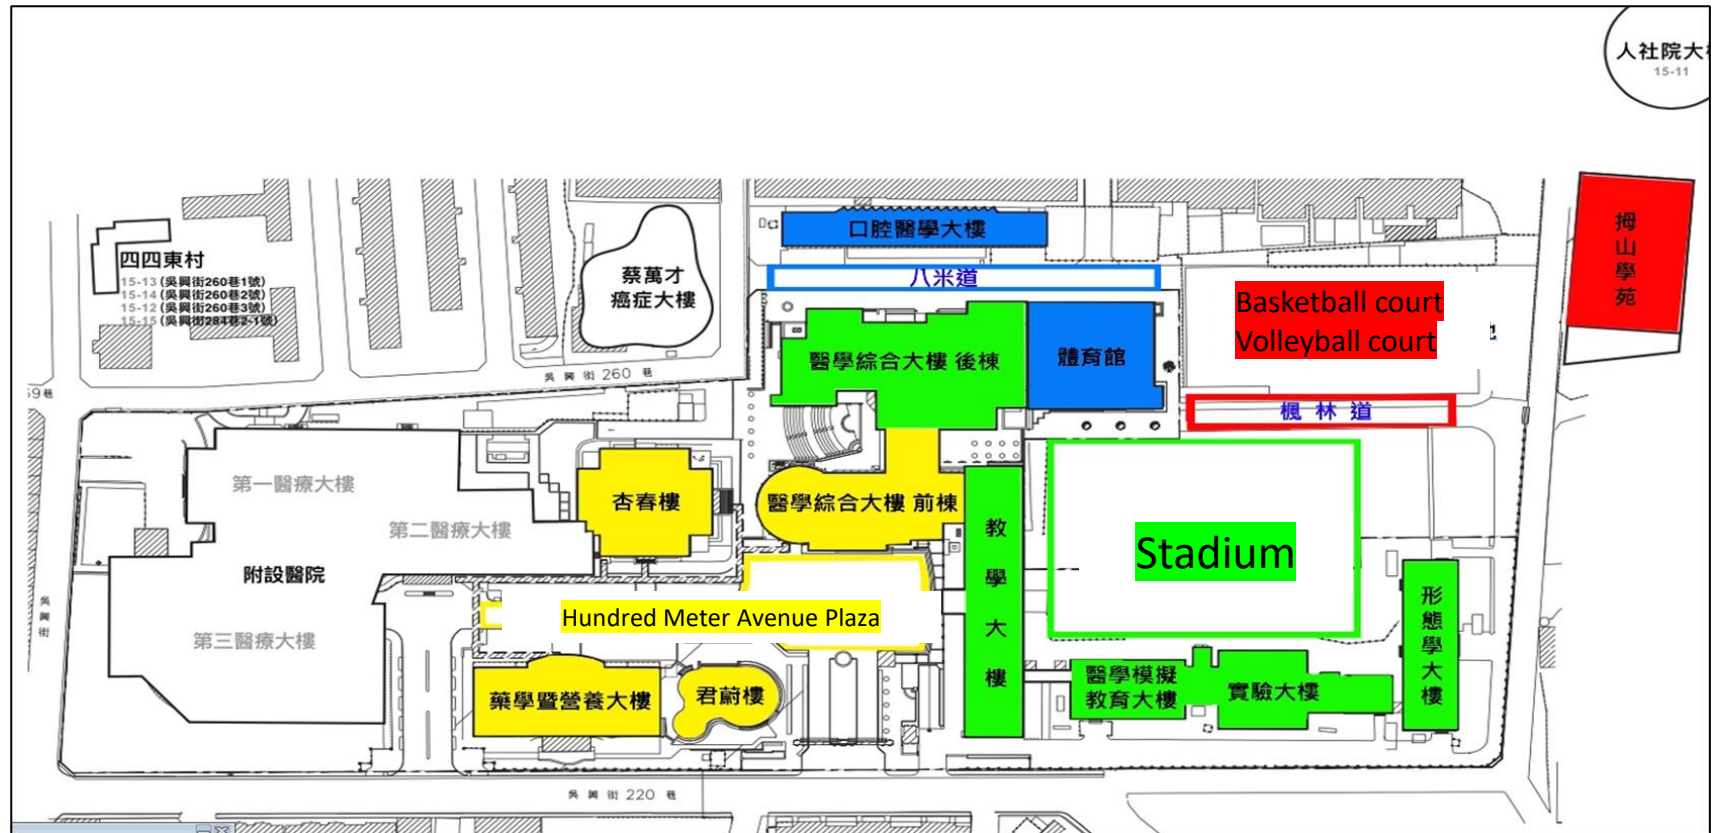 人社院大
15-11
拇山學苑
口腔醫學大樓
四四東村
15-13 (吳興街260巷1號)
15-14 (吳興街260巷2號)
15-12 (吳興街260巷3號)
15-15 (吳興街284巷2-1號)
蔡萬才
癌症大樓
八米道
Basketball court
Volleyball court
醫學綜合大樓 後棟
體育館
吳興街 260 巷
59巷
楓林道
第一醫療大樓
杏春樓
醫學綜合大樓 前棟
第二醫療大樓
教學大樓
Stadium
附設醫院
形態學大樓
吳興街
Hundred Meter Avenue Plaza
第三醫療大樓
藥學暨營養大樓
君蔚樓
醫學模擬
教育大樓
實驗大樓
吳興街 220 巷